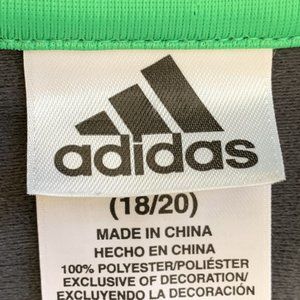 adidas
(18/20)
MADE IN CHINA
HECHO EN CHINA
100% POLYESTER/POLIÉSTER
EXCLUSIVE OF DECORATION/
EXCLUYENDO LA DECORACIÓN